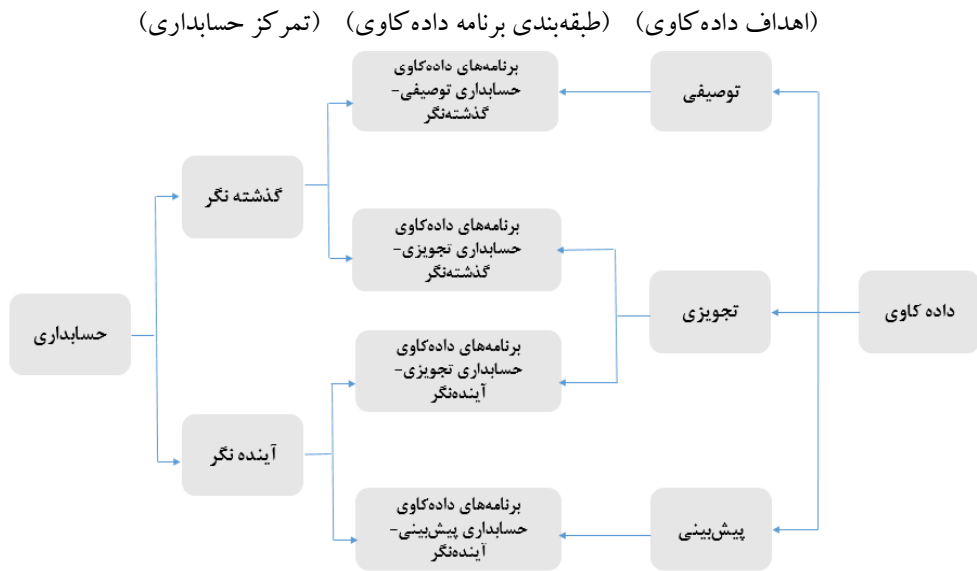 (اهداف داده کاوی) (طبقه‌بندی برنامه داده کاوی) (تمرکز حسابداری)
توصیفی
برنامه‌های داده‌کاوی
حسابداری توصیفی-
گذشته‌نگر
گذشته نگر
برنامه‌های داده‌کاوی
حسابداری تجویزی-
گذشته‌نگر
داده کاوی
تجویزی
حسابداری
برنامه‌های داده‌کاوی
حسابداری تجویزی-
آینده‌نگر
آینده نگر
پیش‌بینی
برنامه‌های داده‌کاوی
حسابداری پیش‌بینی-
آینده‌نگر